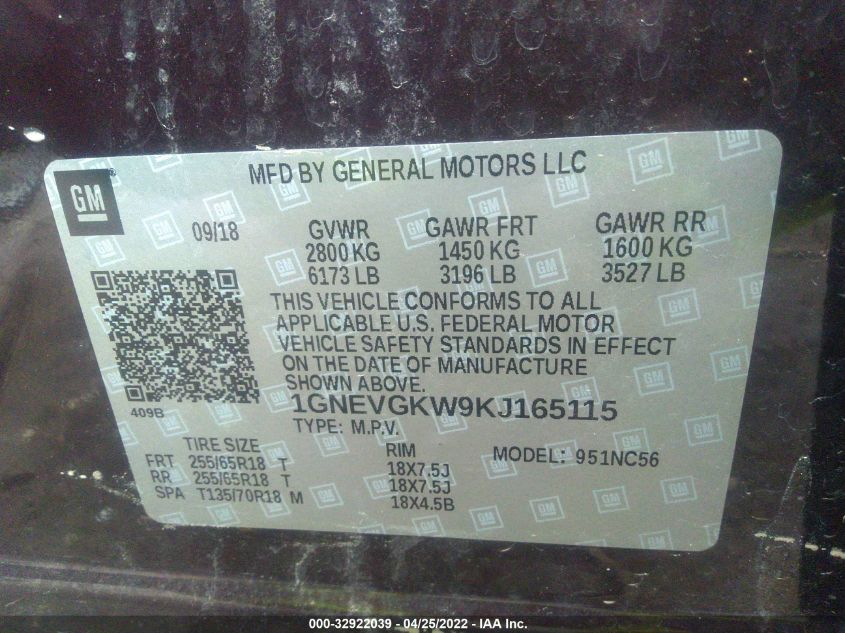 MFD BY GENERAL MOTORS LLC
GM
09/18
GVWR GAWR FRT GAWR RR
2800 KG 1450 KG 1600 KG
6173 LB 3196 LB 3527 LB
THIS VEHICLE CONFORMS TO ALL
APPLICABLE U.S. FEDERAL MOTOR
VEHICLE SAFETY STANDARDS IN EFFECT
ON THE DATE OF MANUFACTURE
SHOWN ABOVE.
409B
1GNEVGKW9KJ165115
TYPE: M.P.V.
TIRE SIZE RIM MODEL: 951NC56
FRT 255/65R18 T 18X7.5J
RR 255/65R18 T 18X7.5J
SPA T135/70R18 M 18X4.5B
000-32922039 - 04/25/2022 - IAA Inc.